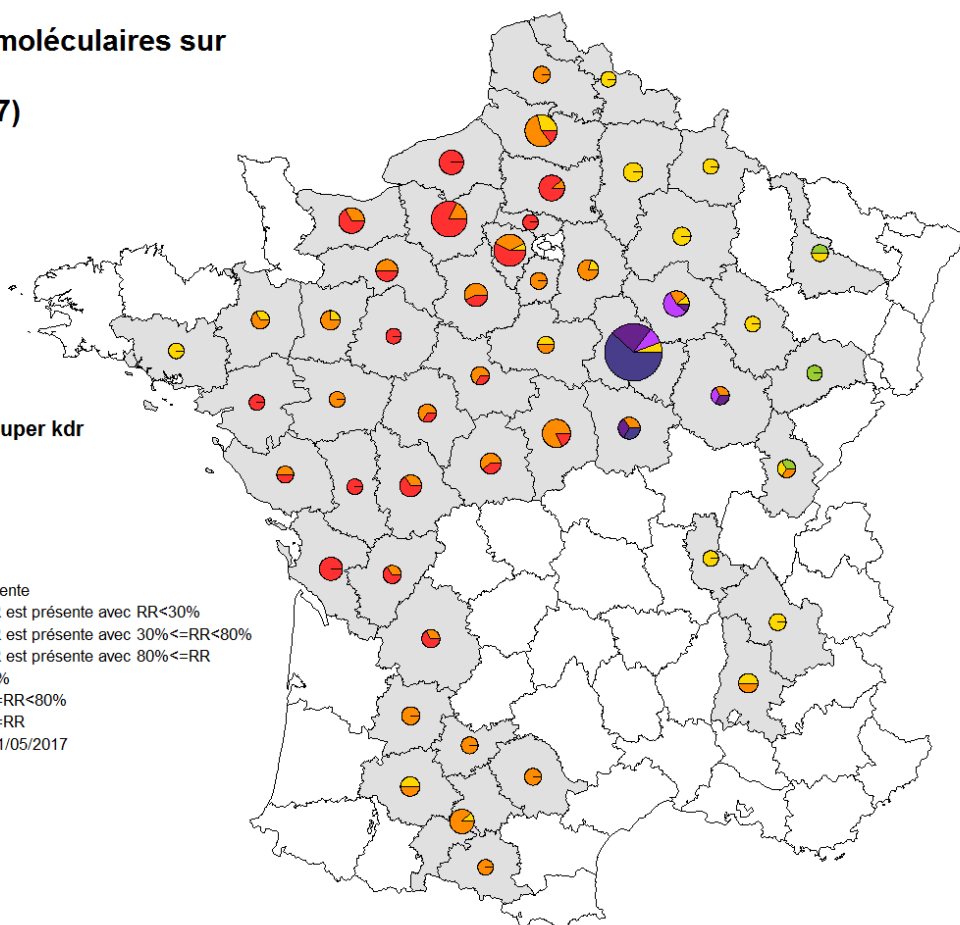 moléculaires sur
7)
uper kdr
ente
est présente avec RR<30%
est présente avec 30%<=RR<80%
est présente avec 80%<=RR
%
=RR<80%
=RR
1/05/2017